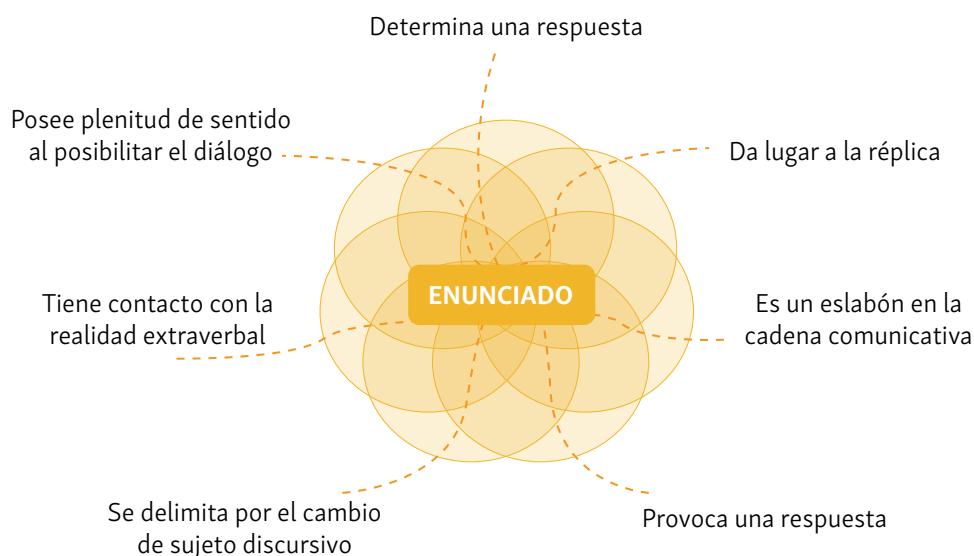 Determina una respuesta
Posee plenitud de sentido
al posibilitar el diálogo
Da lugar a la réplica
ENUNCIADO
Tiene contacto con la
realidad extraverbal
Es un eslabón en la
cadena comunicativa
Se delimita por el cambio
de sujeto discursivo
Provoca una respuesta